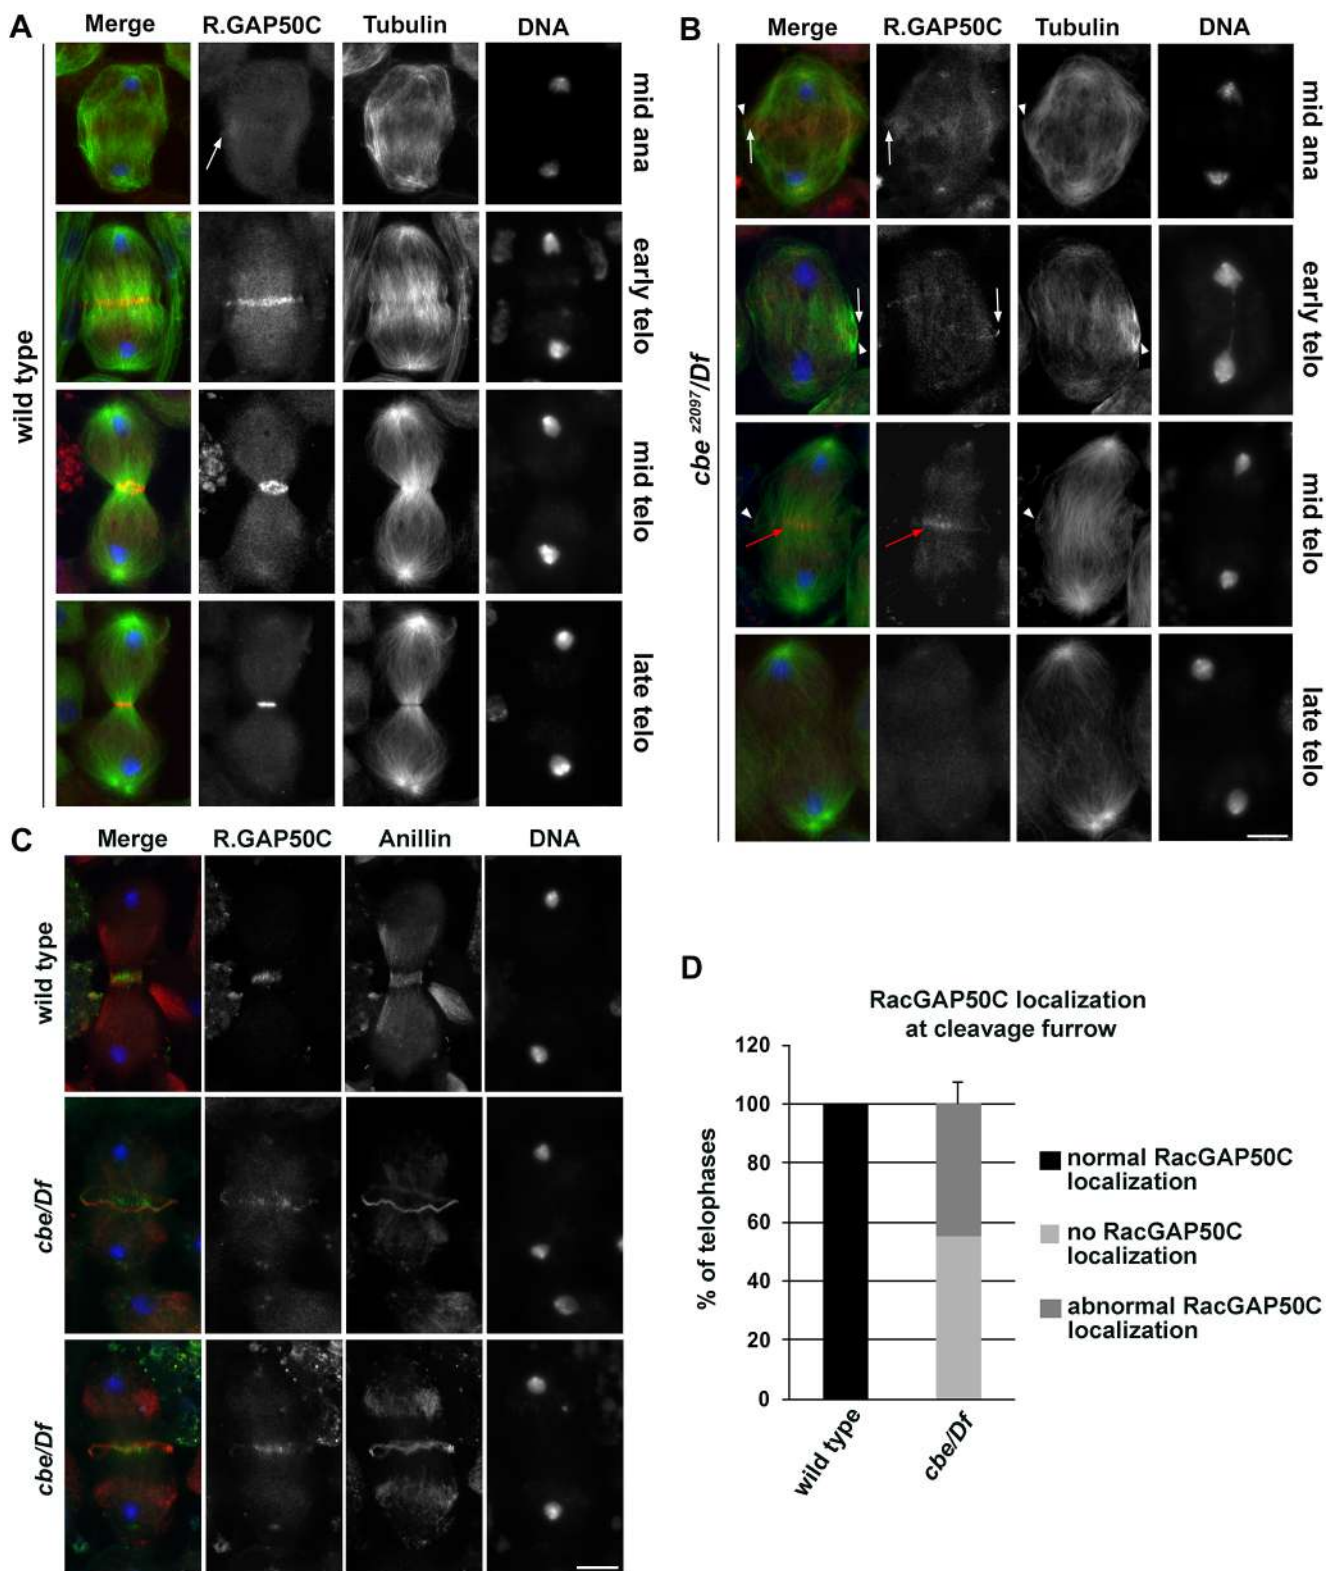 A
Merge R.GAP50C Tubulin DNA
wild type
mid ana
early telo
mid telo
late telo
B
Merge R.GAP50C Tubulin DNA
cbe z2097/Df
mid ana
early telo
mid telo
late telo
C
Merge R.GAP50C Anillin DNA
wild type
cbe/Df
cbe/Df
D
RacGAP50C localization
at cleavage furrow
% of telophases
120
100
80
60
40
20
0
wild type
cbe/Df
normal RacGAP50C
localization
no RacGAP50C
localization
abnormal RacGAP50C
localization